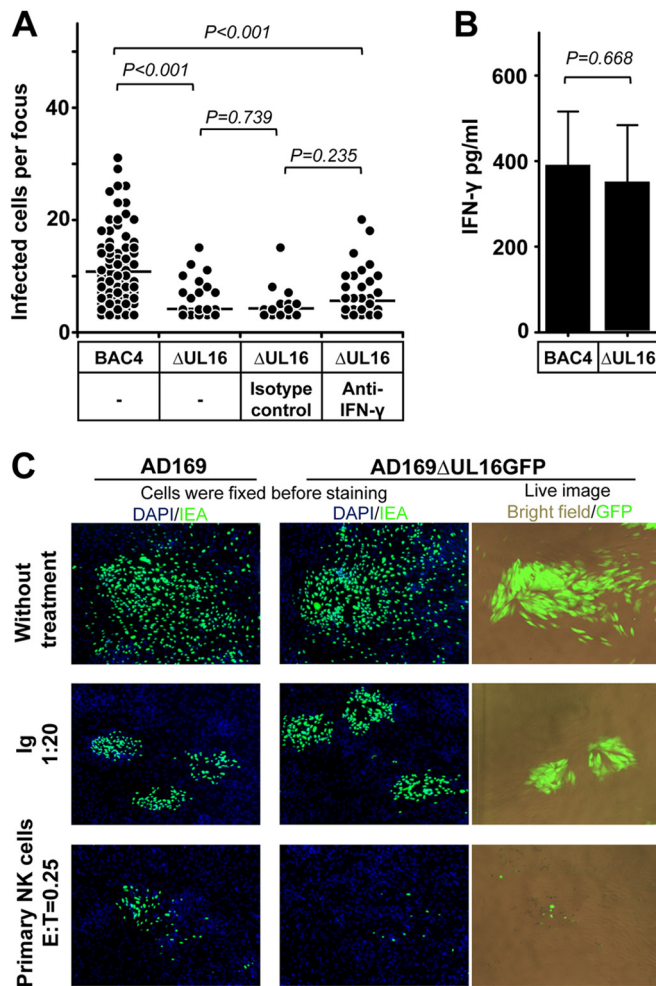 A
P<0.001
P<0.001
P=0.739
P=0.235
Infected cells per focus
40
20
0
BAC4 ΔUL16 ΔUL16 ΔUL16
- - Isotype control Anti-IFN-γ
B
P=0.668
IFN-γ pg/ml
600
400
200
0
BAC4 ΔUL16
C
AD169 AD169ΔUL16GFP
Cells were fixed before staining Live image
DAPI/IEA DAPI/IEA Bright field/GFP
Without
treatment
Ig
1:20
Primary NK cells
E:T=0.25